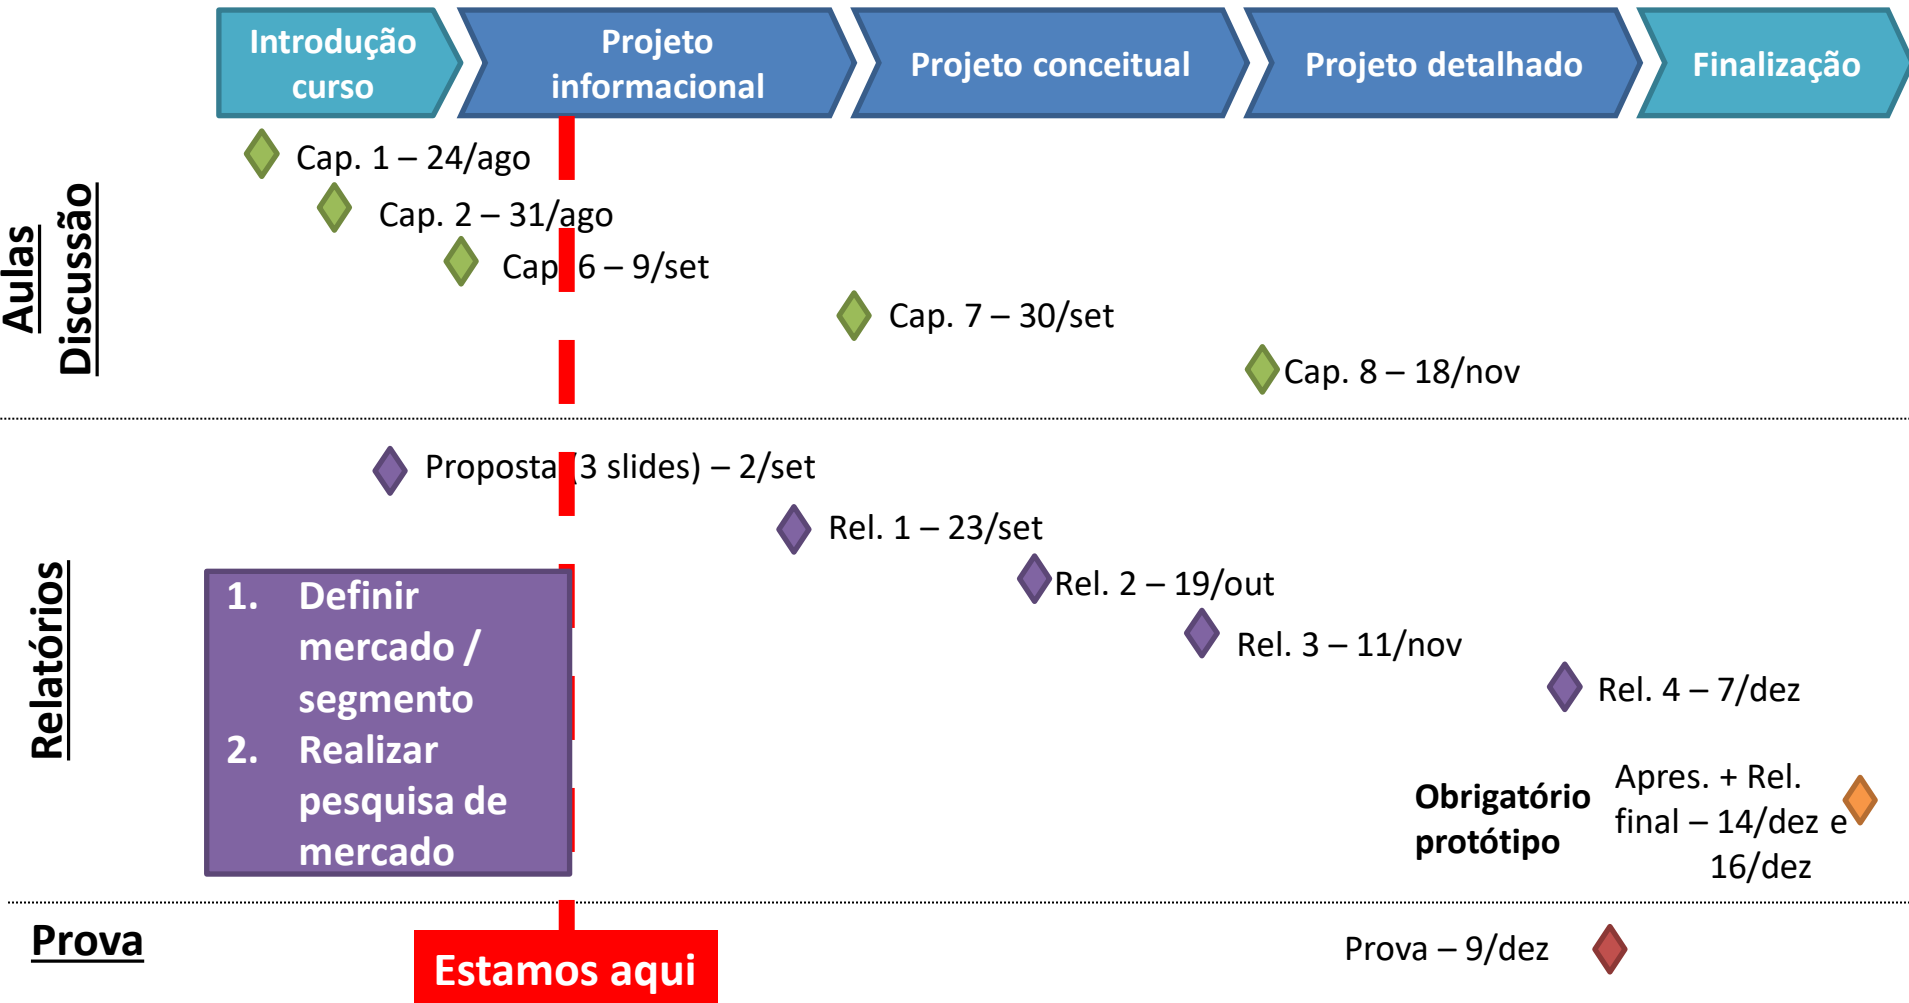 Introdução
curso
Projeto
informacional
Projeto conceitual
Projeto detalhado
Finalização
Aulas
Discussão
Cap. 1 – 24/ago
Cap. 2 – 31/ago
Cap. 6 – 9/set
Cap. 7 – 30/set
Cap. 8 – 18/nov
Relatórios
Proposta (3 slides) – 2/set
Rel. 1 – 23/set
Rel. 2 – 19/out
Rel. 3 – 11/nov
Rel. 4 – 7/dez
1. Definir
mercado /
segmento
2. Realizar
pesquisa de
mercado
Obrigatório
protótipo
Apres. + Rel.
final – 14/dez e
16/dez
Prova
Estamos aqui
Prova – 9/dez